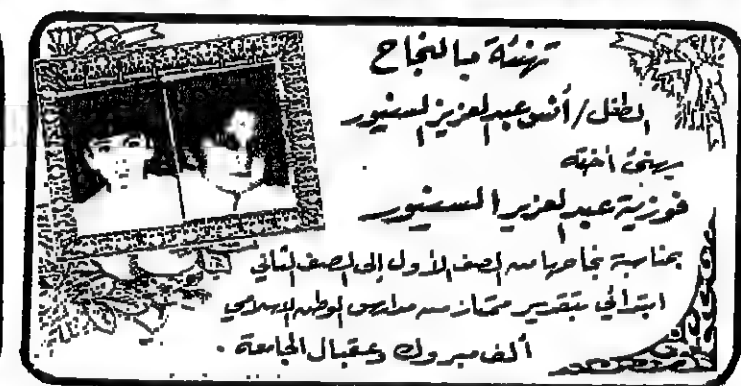 تهنئة بالنجاح
الطفل / أنس عبدالعزيز السنيور
يهنئ أخته
فوزية عبدالعزيز السنيور
بمناسبة نجاحها من الصف الأول إلى الصف الثاني
ابتدائي بتقدير ممتاز من مدارس الوطن الإسلامي
ألف مبروك وعقبال الجامعة .